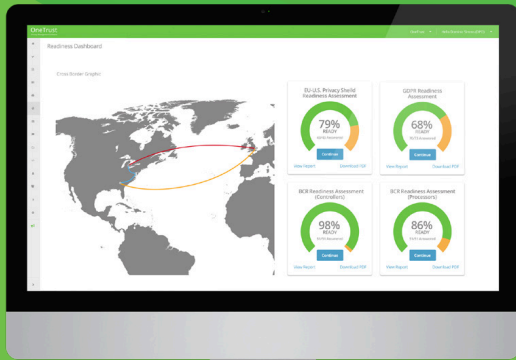 OneTrust
Readiness Dashboard
Cross Border Graphic
EU-U.S. Privacy Shield
Readiness Assessment
79%
READY
Continue
View Report Download PDF
GDPR Readiness
Assessment
68%
READY
Continue
View Report Download PDF
BCR Readiness Assessment
(Controllers)
98%
READY
Continue
View Report Download PDF
BCR Readiness Assessment
(Processors)
86%
READY
Continue
View Report Download PDF